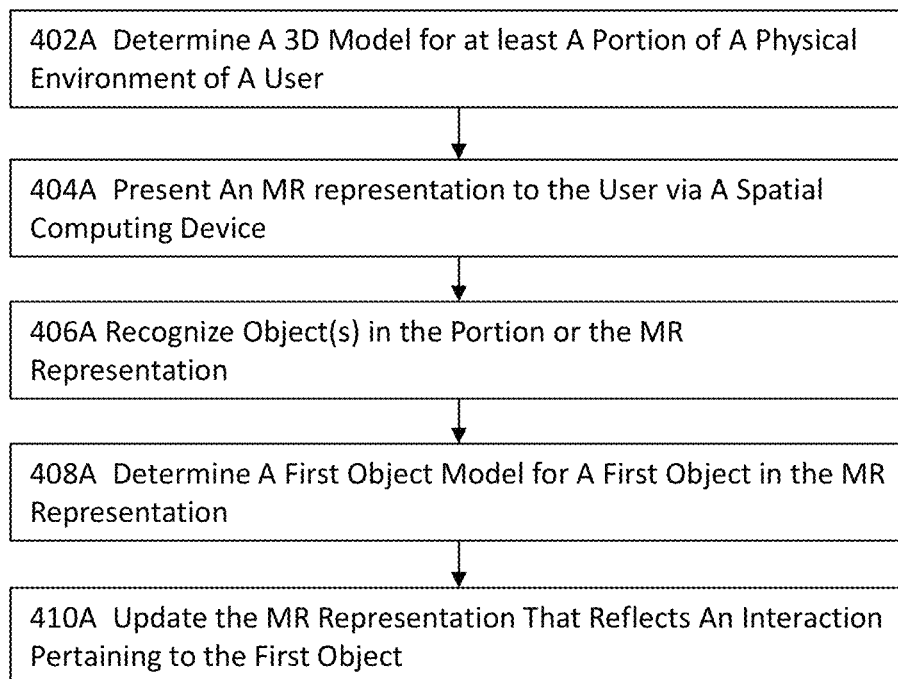 402A Determine A 3D Model for at least A Portion of A Physical
Environment of A User
404A Present An MR representation to the User via A Spatial
Computing Device
406A Recognize Object(s) in the Portion or the MR
Representation
408A Determine A First Object Model for A First Object in the MR
Representation
410A Update the MR Representation That Reflects An Interaction
Pertaining to the First Object